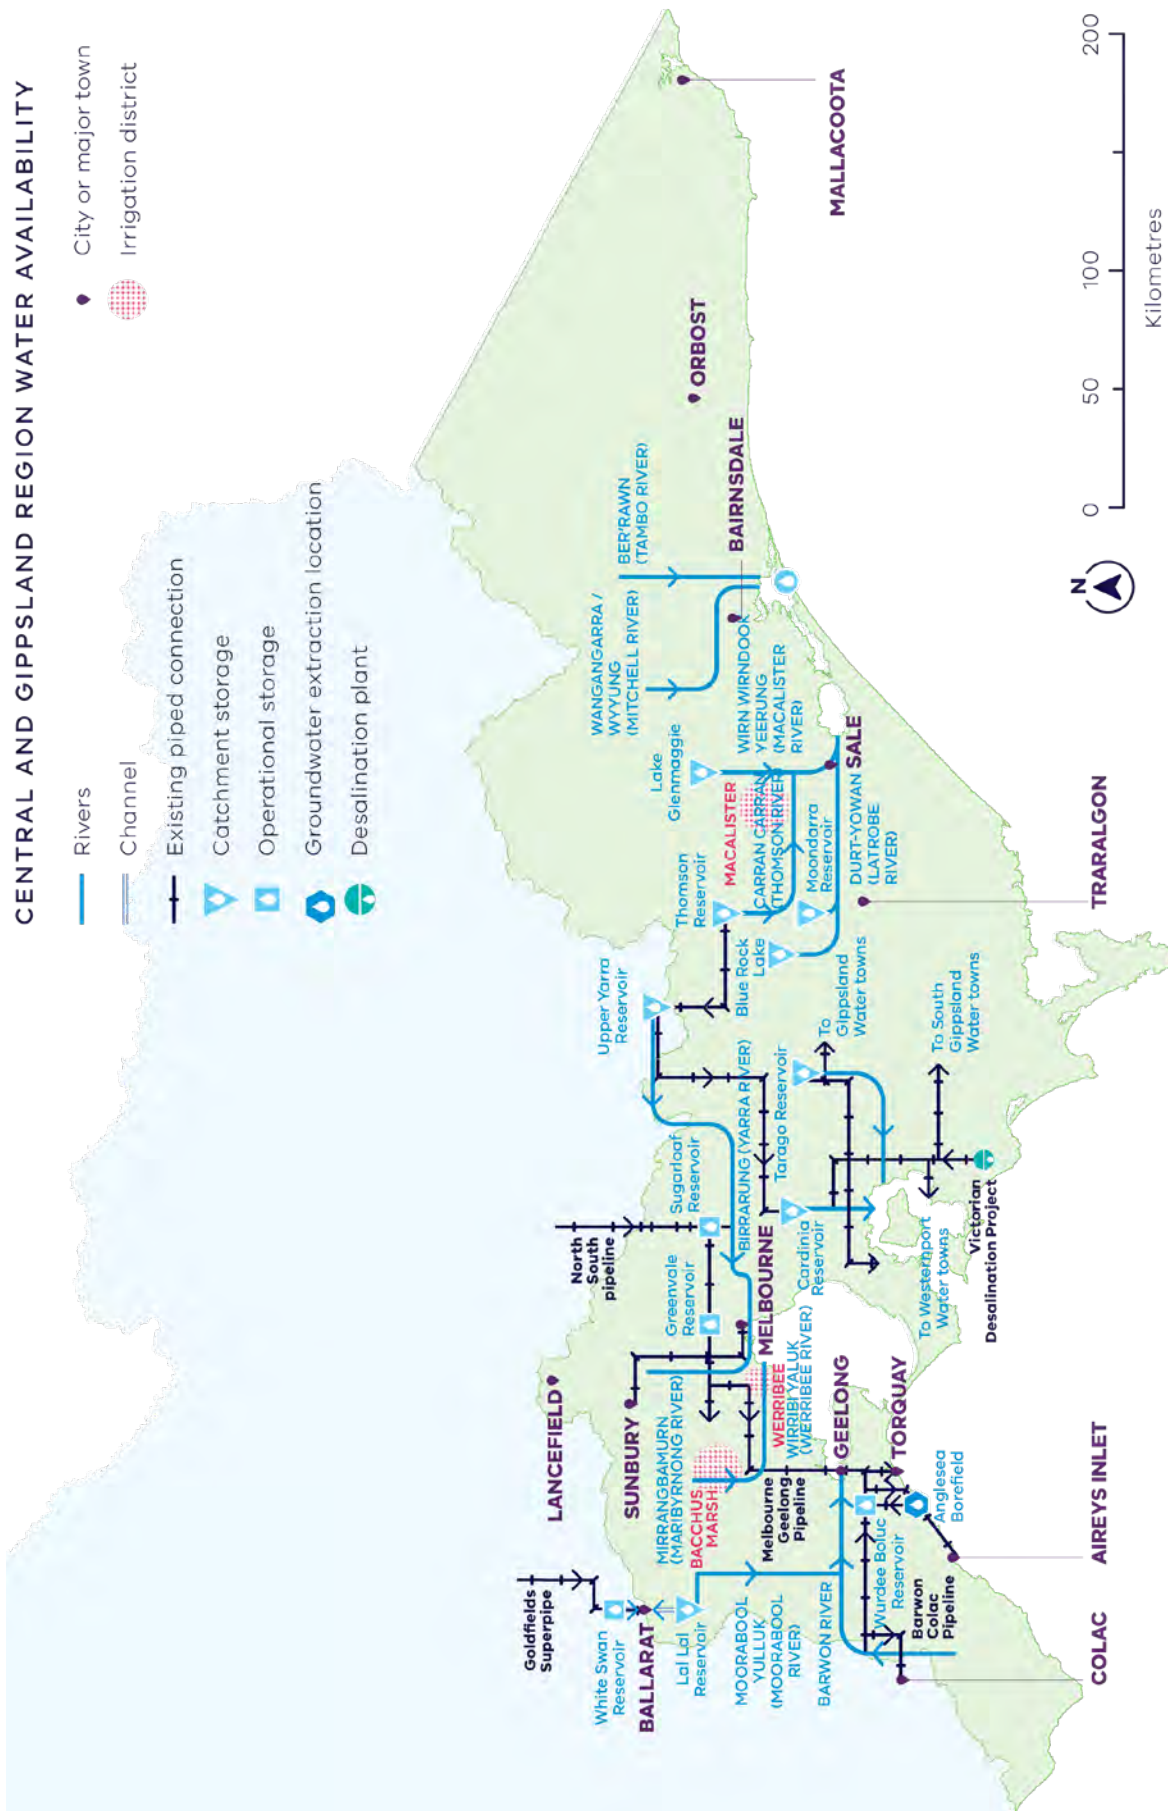 CENTRAL AND GIPPSLAND REGION WATER AVAILABILITY
Rivers
Channel
Existing piped connection
Catchment storage
Operational storage
Groundwater extraction location
Desalination plant
City or major town
Irrigation district
Goldfields
Superpipe
White Swan
Reservoir
BALLARAT
Lal Lal
Reservoir
MOORABOOL
YULLUK
(MOORABOOL
RIVER)
BARWON RIVER
Wurdee Boluc
Reservoir
Barwon
Colac
Pipeline
COLAC
AIREYS INLET
Anglesea
Borefield
TORQUAY
GEELONG
Melbourne
Geelong
Pipeline
LANCEFIELD
SUNBURY
MIRRANGBAMURN
(MARIBYRNONG RIVER)
BACCHUS
MARSH
WERRIBEE
WIRRIBI YALUK
(WERRIBEE RIVER)
MELBOURNE
North
South
pipeline
Greenvale
Reservoir
Sugarloaf
Reservoir
BIRRARUNG (YARRA RIVER)
Cardinia
Reservoir
Tarago Reservoir
To Westernport
Water towns
Victorian
Desalination Project
To South
Gippsland
Water towns
To
Gippsland
Water towns
Upper Yarra
Reservoir
Thomson
Reservoir
Blue Rock
Lake
Moondarra
Reservoir
MACALISTER
CARRAN CARRAN
(THOMSON RIVER)
DURT-YOWAN
(LATROBE
RIVER)
TRARALGON
Lake
Glenmaggie
WIRN WIRNDOOK
YEERUNG
(MACALISTER
RIVER)
SALE
WANGANGARRA /
WYYUNG
(MITCHELL RIVER)
BER'RAWN
(TAMBO RIVER)
BAIRNSDALE
ORBOST
MALLACOOTA
N
0
50
100
200
Kilometres